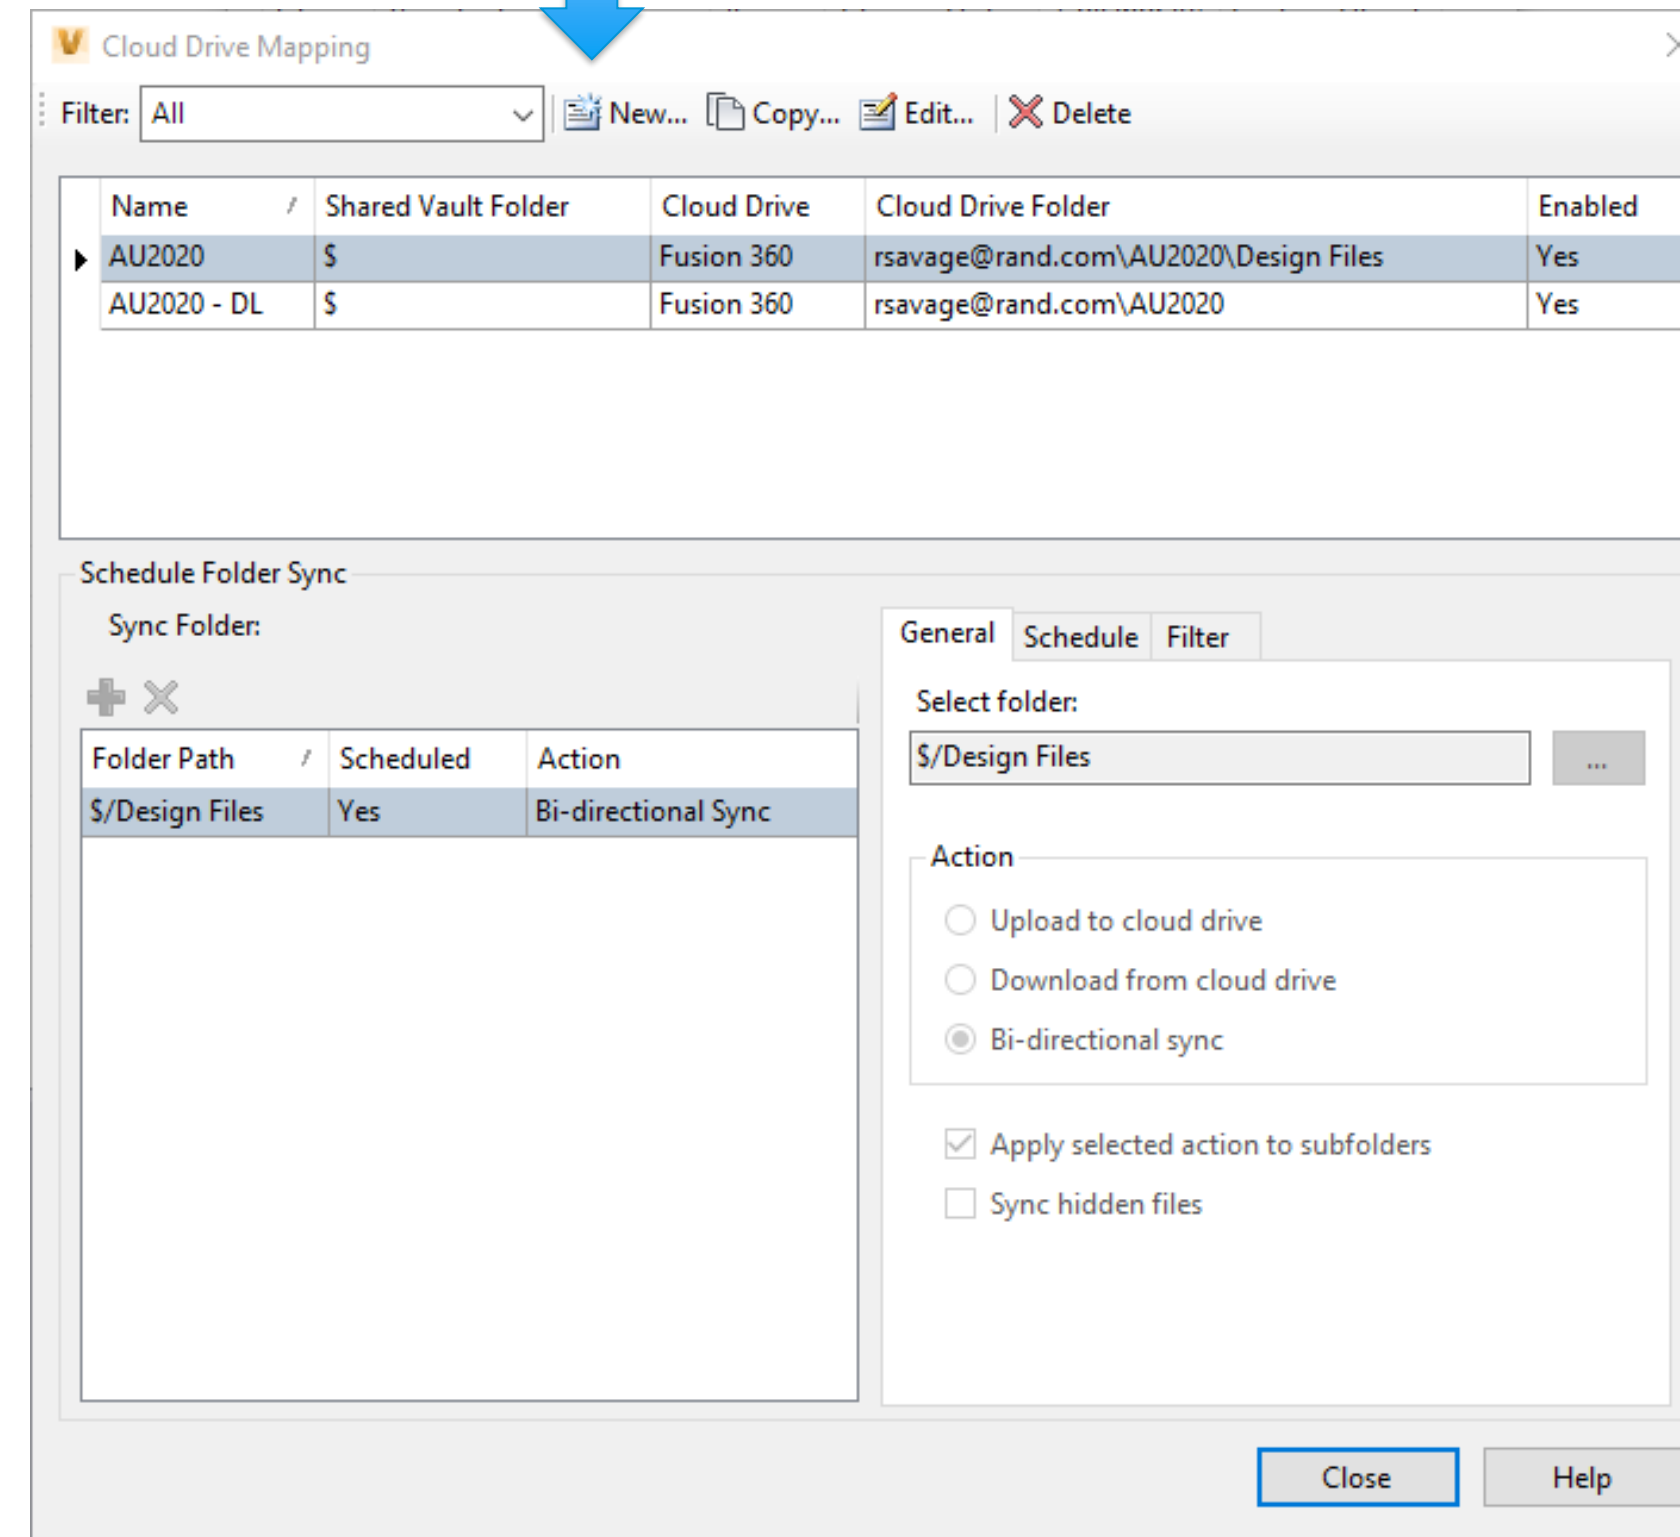 Cloud Drive Mapping
Filter: All New... Copy... Edit... Delete
Name / Shared Vault Folder Cloud Drive Cloud Drive Folder Enabled
AU2020 $ Fusion 360 rsavage@rand.com\AU2020\Design Files Yes
AU2020 - DL $ Fusion 360 rsavage@rand.com\AU2020 Yes
Schedule Folder Sync
Sync Folder:
General Schedule Filter
Select folder:
$/Design Files ...
Folder Path / Scheduled Action
$/Design Files Yes Bi-directional Sync
Action
Upload to cloud drive
Download from cloud drive
Bi-directional sync
Apply selected action to subfolders
Sync hidden files
Close Help